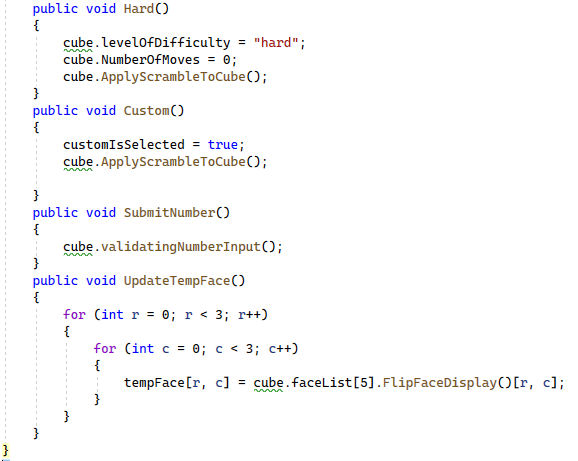 public void Hard()
{
cube.levelOfDifficulty = "hard";
cube.NumberOfMoves = 0;
cube.ApplyScrambleToCube();
}
public void Custom()
{
customIsSelected = true;
cube.ApplyScrambleToCube();
}
public void SubmitNumber()
{
cube.validatingNumberInput();
}
public void UpdateTempFace()
{
for (int r = 0; r < 3; r++)
{
for (int c = 0; c < 3; c++)
{
tempFace[r, c] = cube.faceList[5].FlipFaceDisplay()[r, c];
}
}
}
}